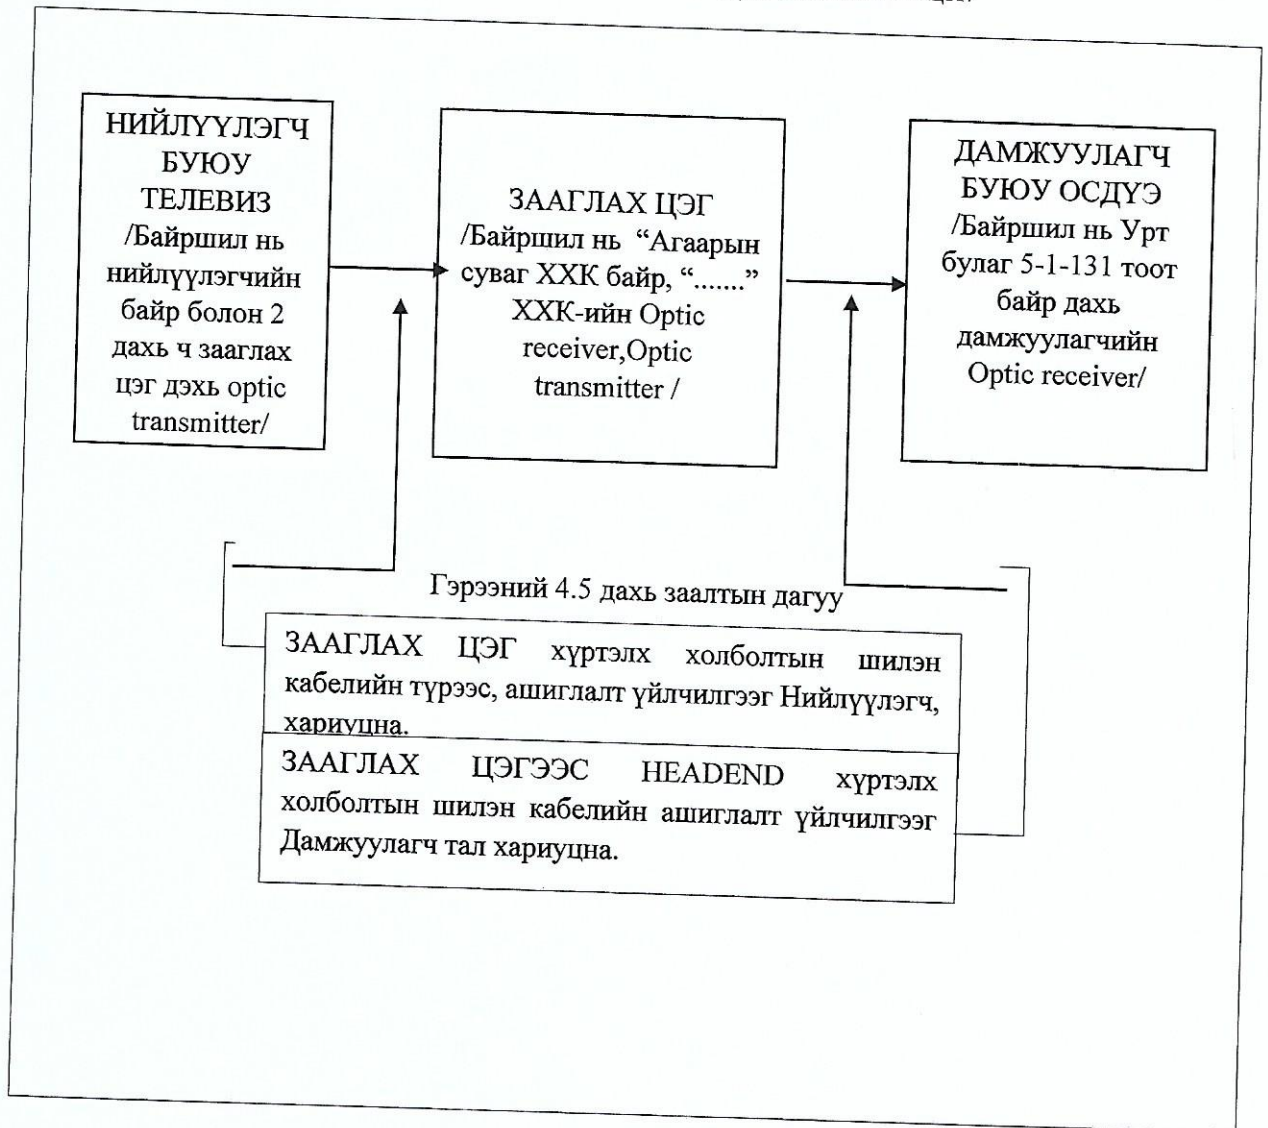 НИЙЛҮҮЛЭГЧ
БУЮУ
ТЕЛЕВИЗ
/Байршил нь
нийлүүлэгчийн
байр болон 2
дахь ч зааглах
цэг дэхь optic
transmitter/
ЗААГЛАХ ЦЭГ
/Байршил нь “Агаарын
суваг ХХК байр, “.......”
ХХК-ийн Optic
receiver,Optic
transmitter /
ДАМЖУУЛАГЧ
БУЮУ ОСДҮЭ
/Байршил нь Урт
булаг 5-1-131 тоот
байр дахь
дамжуулагчийн
Optic receiver/
Гэрээний 4.5 дахь заалтын дагуу
ЗААГЛАХ ЦЭГ хүртэлх холболтын шилэн
кабелийн түрээс, ашиглалт үйлчилгээг Нийлүүлэгч,
хариуцна.
ЗААГЛАХ ЦЭГЭЭС HEADEND хүртэлх
холболтын шилэн кабелийн ашиглалт үйлчилгээг
Дамжуулагч тал хариуцна.